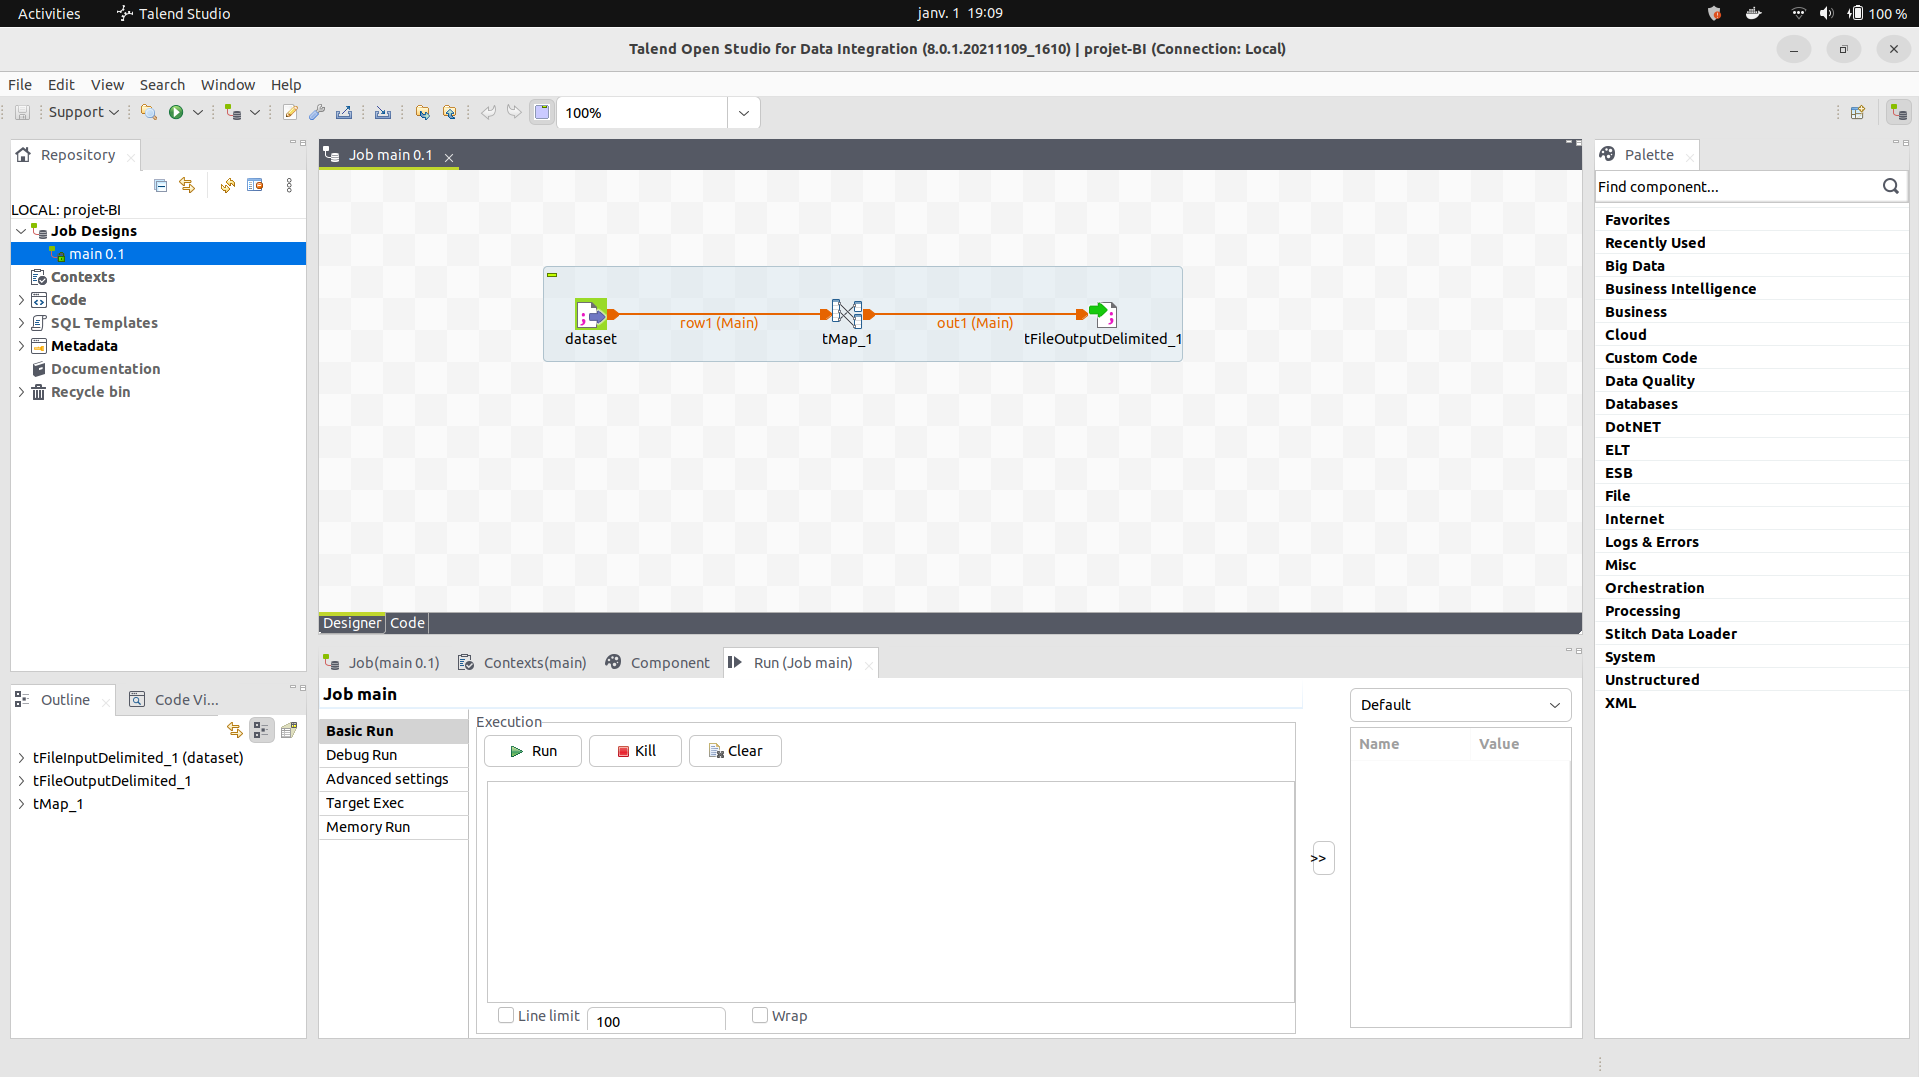 Activities Talend Studio janv. 1 19:09 100 %
Talend Open Studio for Data Integration (8.0.1.20211109_1610) | projet-BI (Connection: Local)
File Edit View Search Window Help
Support 100%
Repository
LOCAL: projet-BI
Job Designs
main 0.1
Contexts
Code
SQL Templates
Metadata
Documentation
Recycle bin
Job main 0.1
row1 (Main) out1 (Main)
dataset tMap_1 tFileOutputDelimited_1
Designer Code
Palette
Find component...
Favorites
Recently Used
Big Data
Business Intelligence
Business
Cloud
Custom Code
Data Quality
Databases
DotNET
ELT
ESB
File
Internet
Logs & Errors
Misc
Orchestration
Processing
Stitch Data Loader
System
Unstructured
XML
Outline Code Vi...
tFileInputDelimited_1 (dataset)
tFileOutputDelimited_1
tMap_1
Job(main 0.1) Contexts(main) Component Run (Job main)
Job main
Basic Run
Debug Run
Advanced settings
Target Exec
Memory Run
Execution
Run Kill Clear
Line limit 100 Wrap
>>
Default
Name Value